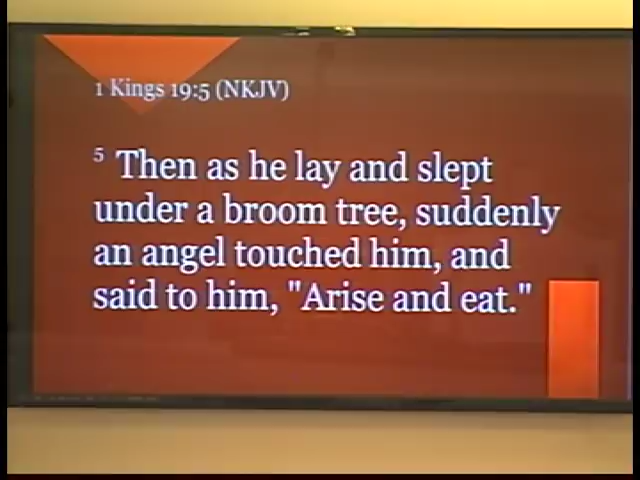 1 Kings 19:5 (NKJV)
5 Then as he lay and slept
under a broom tree, suddenly
an angel touched him, and
said to him, "Arise and eat."